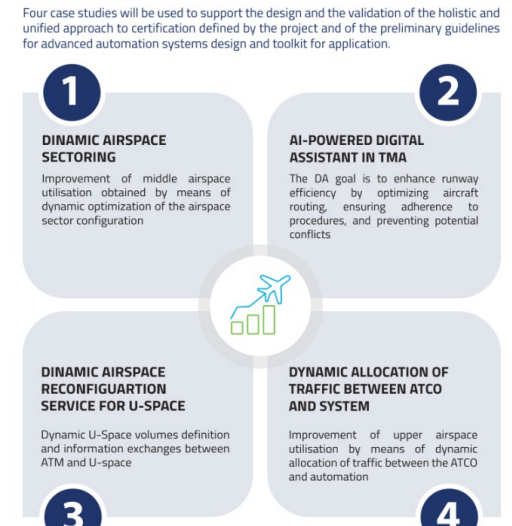 Four case studies will be used to support the design and the validation of the holistic and
unified approach to certification defined by the project and of the preliminary guidelines
for advanced automation systems design and toolkit for application.
1
DINAMIC AIRSPACE
SECTORING
Improvement of middle airspace
utilisation obtained by means of
dynamic optimization of the airspace
sector configuration
2
AI-POWERED DIGITAL
ASSISTANT IN TMA
The DA goal is to enhance runway
efficiency by optimizing aircraft
routing, ensuring adherence to
procedures, and preventing potential
conflicts
DINAMIC AIRSPACE
RECONFIGUARTION
SERVICE FOR U-SPACE
Dynamic U-Space volumes definition
and information exchanges between
ATM and U-space
3
DYNAMIC ALLOCATION OF
TRAFFIC BETWEEN ATCO
AND SYSTEM
Improvement of upper airspace
utilisation by means of dynamic
allocation of traffic between the ATCO
and automation
4